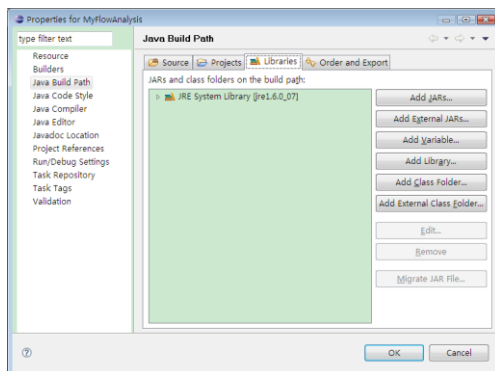 Properties for MyFlowAnalysis
type filter text
Java Build Path
Resource
Builders
Java Build Path
Java Code Style
Java Compiler
Java Editor
Javadoc Location
Project References
Run/Debug Settings
Task Repository
Task Tags
Validation
Source
Projects
Libraries
Order and Export
JARs and class folders on the build path:
JRE System Library [jre1.6.0_07]
Add JARs...
Add External JARs...
Add Variable...
Add Library...
Add Class Folder...
Add External Class Folder...
Edit...
Remove
Migrate JAR File...
OK
Cancel